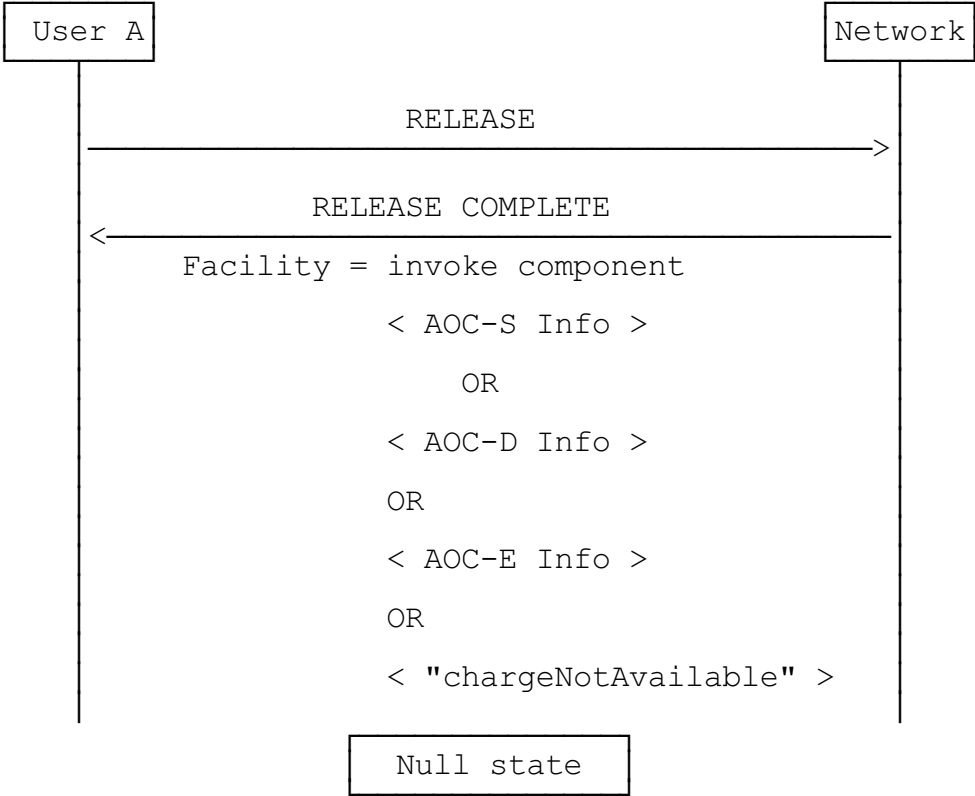 User A
Network
RELEASE
>
RELEASE COMPLETE
<
Facility = invoke component
< AOC-S Info >
OR
< AOC-D Info >
OR
< AOC-E Info >
OR
< "chargeNotAvailable" >
Null state